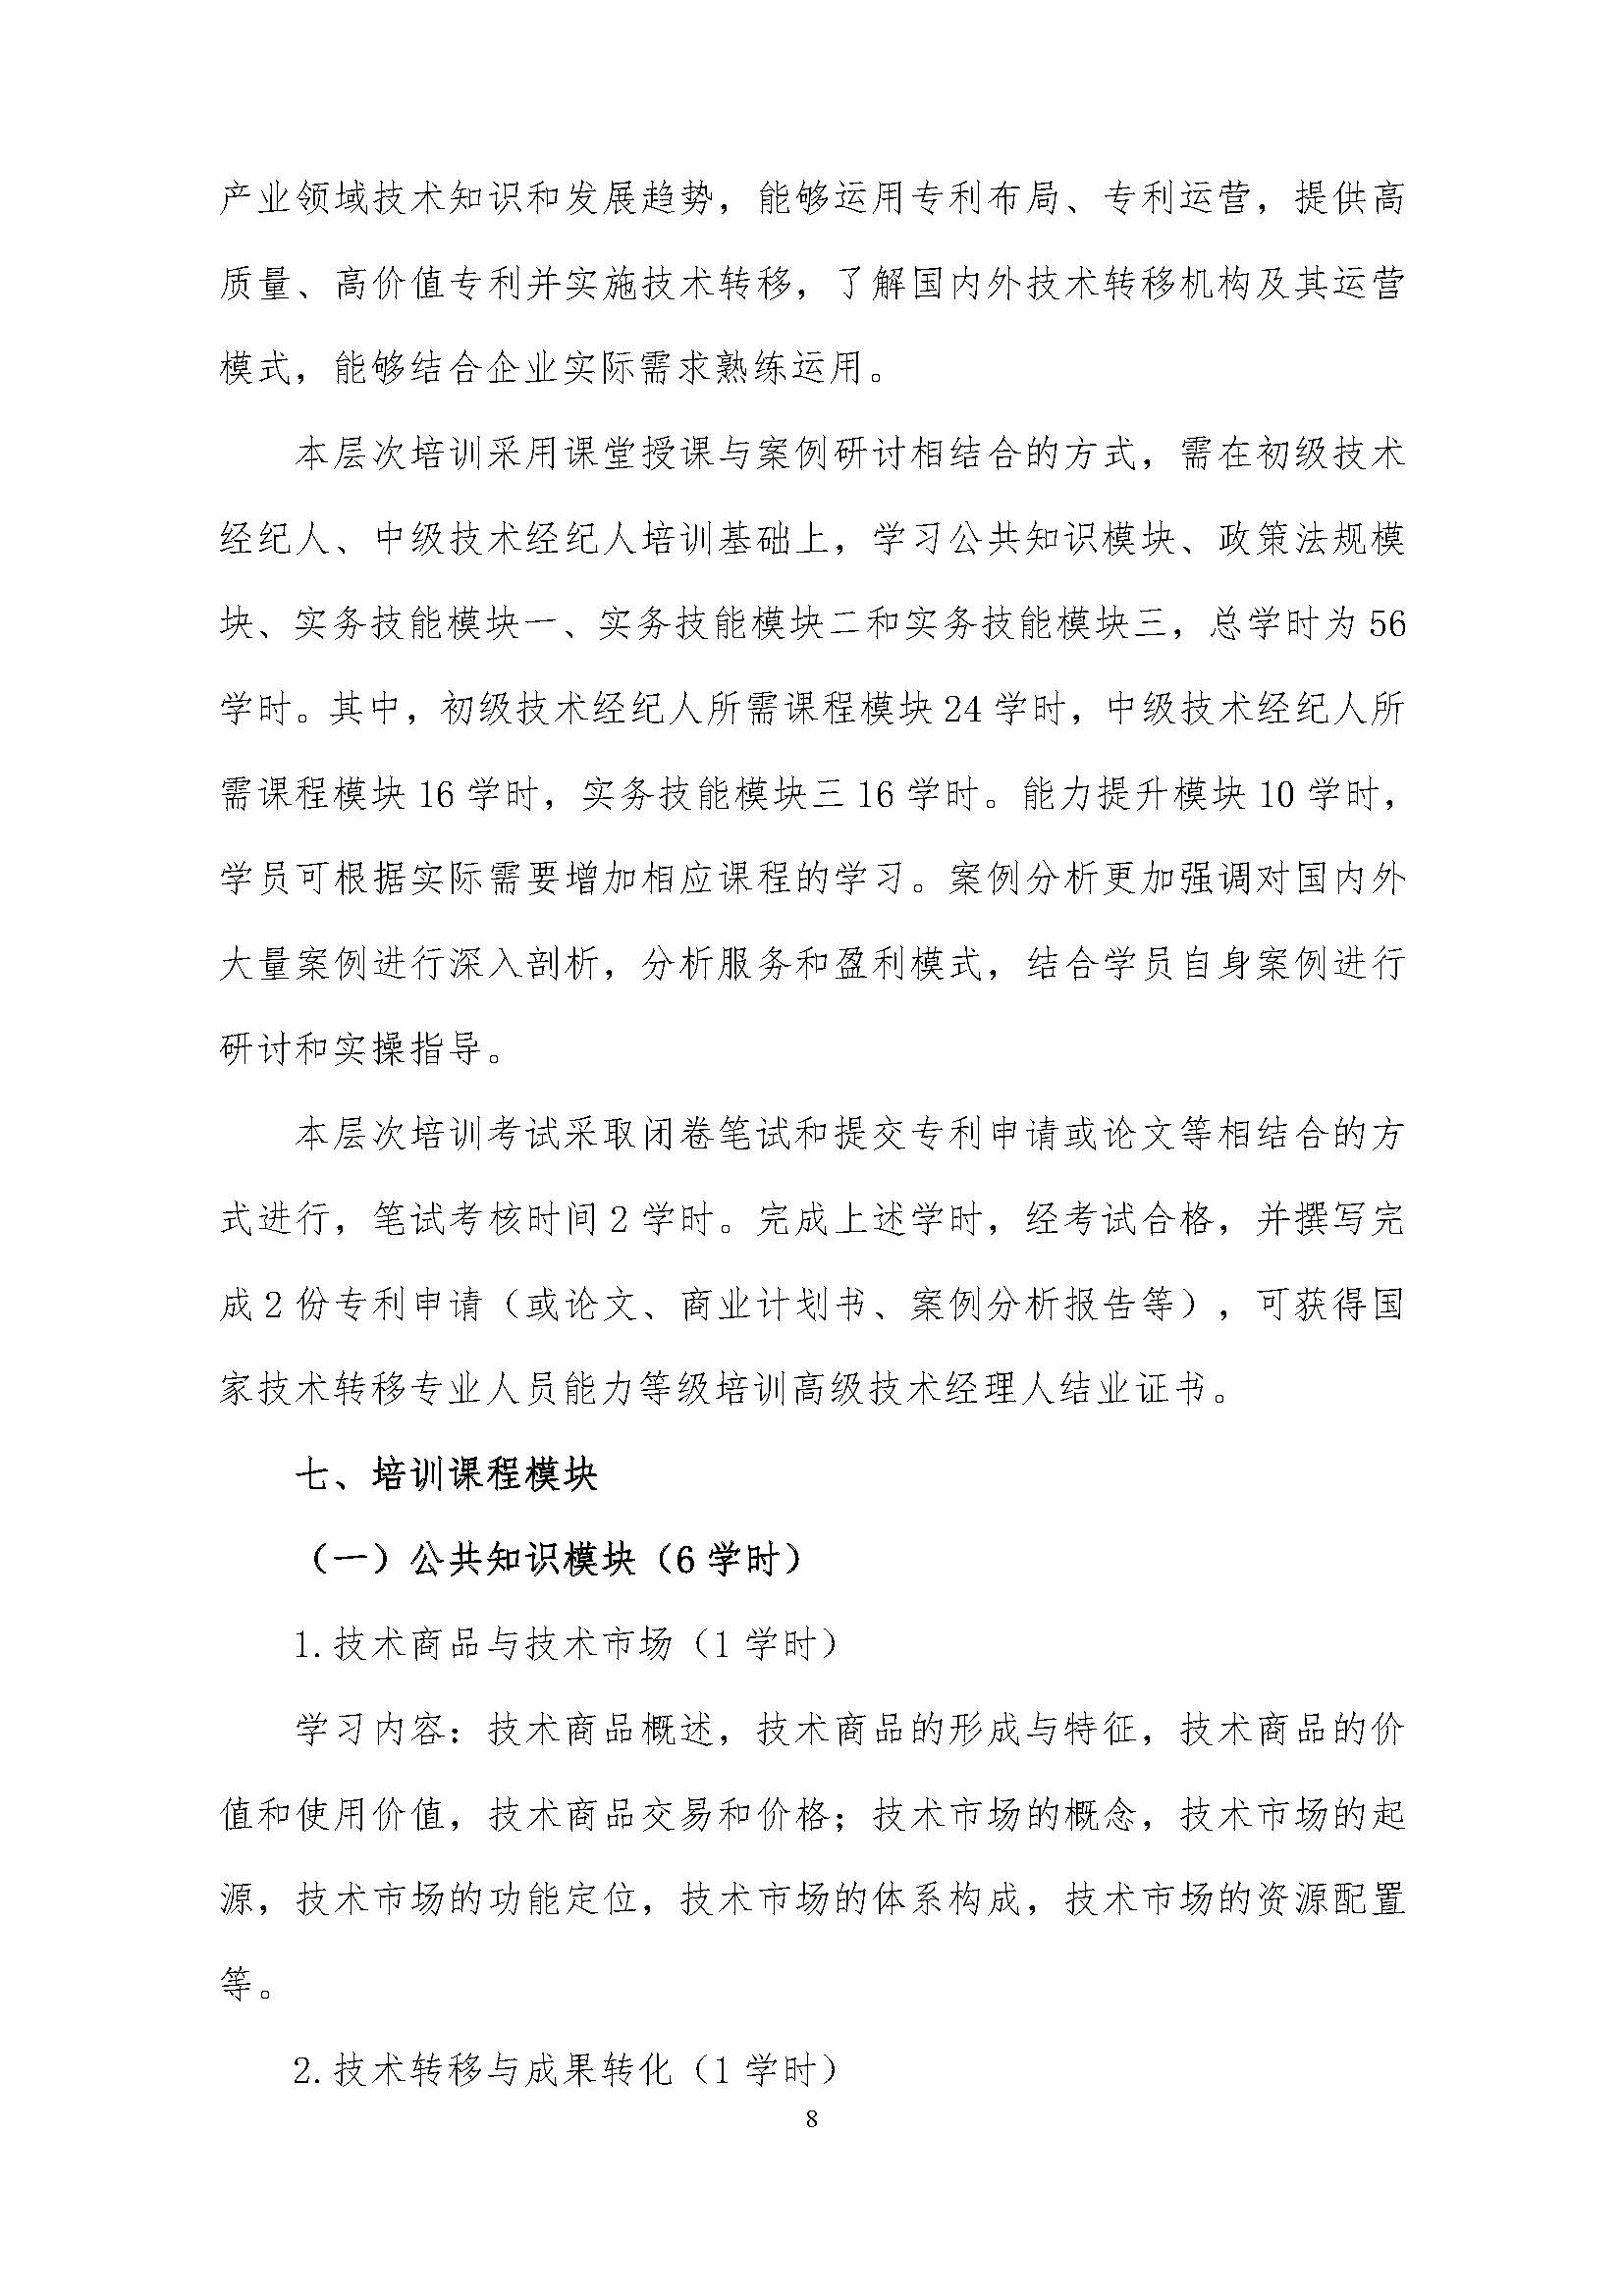 产业领域技术知识和发展趋势，能够运用专利布局、专利运营，提供高
质量、高价值专利并实施技术转移，了解国内外技术转移机构及其运营
模式，能够结合企业实际需求熟练运用。
本层次培训采用课堂授课与案例研讨相结合的方式，需在初级技术
经纪人、中级技术经纪人培训基础上，学习公共知识模块、政策法规模
块、实务技能模块一、实务技能模块二和实务技能模块三，总学时为 56
学时。其中，初级技术经纪人所需课程模块 24 学时，中级技术经纪人所
需课程模块 16 学时，实务技能模块三 16 学时。能力提升模块 10 学时，
学员可根据实际需要增加相应课程的学习。案例分析更加强调对国内外
大量案例进行深入剖析，分析服务和盈利模式，结合学员自身案例进行
研讨和实操指导。
本层次培训考试采取闭卷笔试和提交专利申请或论文等相结合的方
式进行，笔试考核时间 2 学时。完成上述学时，经考试合格，并撰写完
成 2 份专利申请（或论文、商业计划书、案例分析报告等），可获得国
家技术转移专业人员能力等级培训高级技术经理人结业证书。
七、培训课程模块
（一）公共知识模块（6 学时）
1.技术商品与技术市场（1 学时）
学习内容：技术商品概述，技术商品的形成与特征，技术商品的价
值和使用价值，技术商品交易和价格；技术市场的概念，技术市场的起
源，技术市场的功能定位，技术市场的体系构成，技术市场的资源配置
等。
2.技术转移与成果转化（1 学时）
8